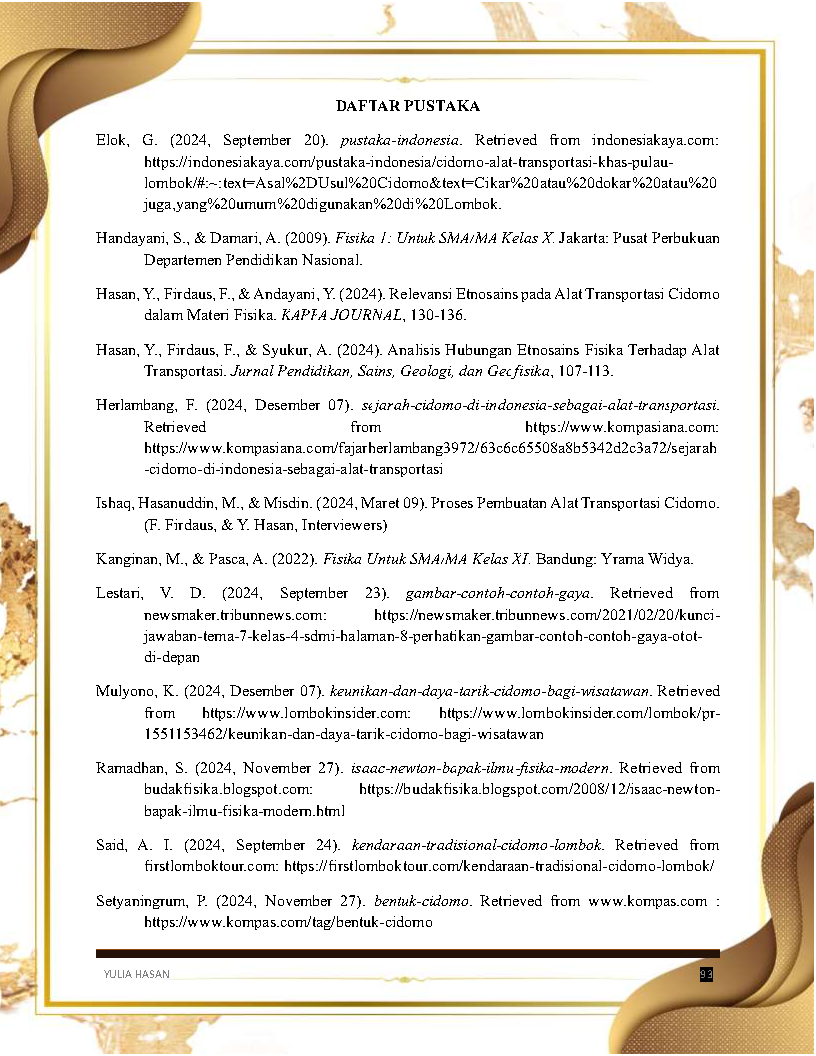 DAFTAR PUSTAKA
Elok, G. (2024, September 20). pustaka-indonesia. Retrieved from indonesiakaya.com:
https://indonesiakaya.com/pustaka-indonesia/cidomo-alat-transportasi-khas-pulau-
lombok/#:~:text=Asal%2DUsul%20Cidomo&text=Cikar%20atau%20dokar%20atau%20
juga,yang%20umum%20digunakan%20di%20Lombok.
Handayani, S., & Damari, A. (2009). Fisika 1: Untuk SMA/MA Kelas X. Jakarta: Pusat Perbukuan
Departemen Pendidikan Nasional.
Hasan, Y., Firdaus, F., & Andayani, Y. (2024). Relevansi Etnosains pada Alat Transportasi Cidomo
dalam Materi Fisika. KAPPA JOURNAL, 130-136.
Hasan, Y., Firdaus, F., & Syukur, A. (2024). Analisis Hubungan Etnosains Fisika Terhadap Alat
Transportasi. Jurnal Pendidikan, Sains, Geologi, dan Geofisika, 107-113.
Herlambang, F. (2024, Desember 07). sejarah-cidomo-di-indonesia-sebagai-alat-transportasi.
Retrieved from https://www.kompasiana.com:
https://www.kompasiana.com/fajarherlambang3972/63c6c65508a8b5342d2c3a72/sejarah
-cidomo-di-indonesia-sebagai-alat-transportasi
Ishaq, Hasanuddin, M., & Misdin. (2024, Maret 09). Proses Pembuatan Alat Transportasi Cidomo.
(F. Firdaus, & Y. Hasan, Interviewers)
Kanginan, M., & Pasca, A. (2022). Fisika Untuk SMA/MA Kelas XI. Bandung: Yrama Widya.
Lestari, V. D. (2024, September 23). gambar-contoh-contoh-gaya. Retrieved from
newsmaker.tribunnews.com: https://newsmaker.tribunnews.com/2021/02/20/kunci-
jawaban-tema-7-kelas-4-sdmi-halaman-8-perhatikan-gambar-contoh-contoh-gaya-otot-
di-depan
Mulyono, K. (2024, Desember 07). keunikan-dan-daya-tarik-cidomo-bagi-wisatawan. Retrieved
from https://www.lombokinsider.com: https://www.lombokinsider.com/lombok/pr-
1551153462/keunikan-dan-daya-tarik-cidomo-bagi-wisatawan
Ramadhan, S. (2024, November 27). isaac-newton-bapak-ilmu-fisika-modern. Retrieved from
budakfisika.blogspot.com: https://budakfisika.blogspot.com/2008/12/isaac-newton-
bapak-ilmu-fisika-modern.html
Said, A. I. (2024, September 24). kendaraan-tradisional-cidomo-lombok. Retrieved from
firstlomboktour.com: https://firstlomboktour.com/kendaraan-tradisional-cidomo-lombok/
Setyaningrum, P. (2024, November 27). bentuk-cidomo. Retrieved from www.kompas.com :
https://www.kompas.com/tag/bentuk-cidomo
YULIA HASAN 93